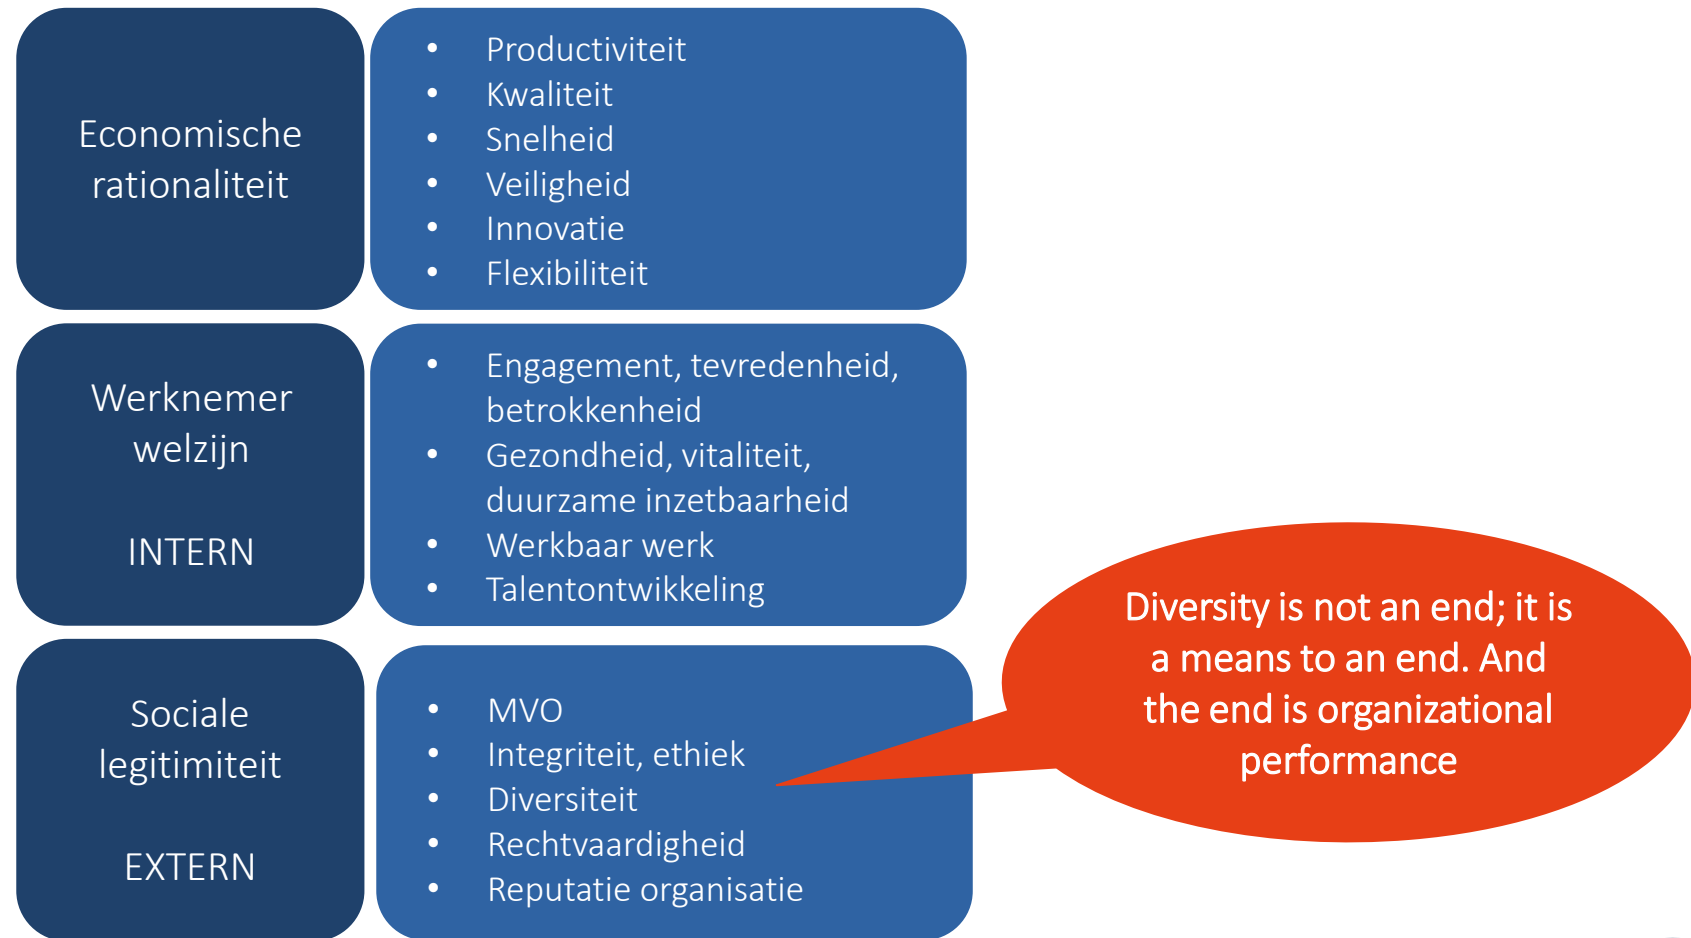 Economische
rationaliteit
• Productiviteit
• Kwaliteit
• Snelheid
• Veiligheid
• Innovatie
• Flexibiliteit
Werknemer
welzijn
INTERN
• Engagement, tevredenheid,
betrokkenheid
• Gezondheid, vitaliteit,
duurzame inzetbaarheid
• Werkbaar werk
• Talentontwikkeling
Sociale
legitimiteit
EXTERN
• MVO
• Integriteit, ethiek
• Diversiteit
• Rechtvaardigheid
• Reputatie organisatie
Diversity is not an end; it is
a means to an end. And
the end is organizational
performance